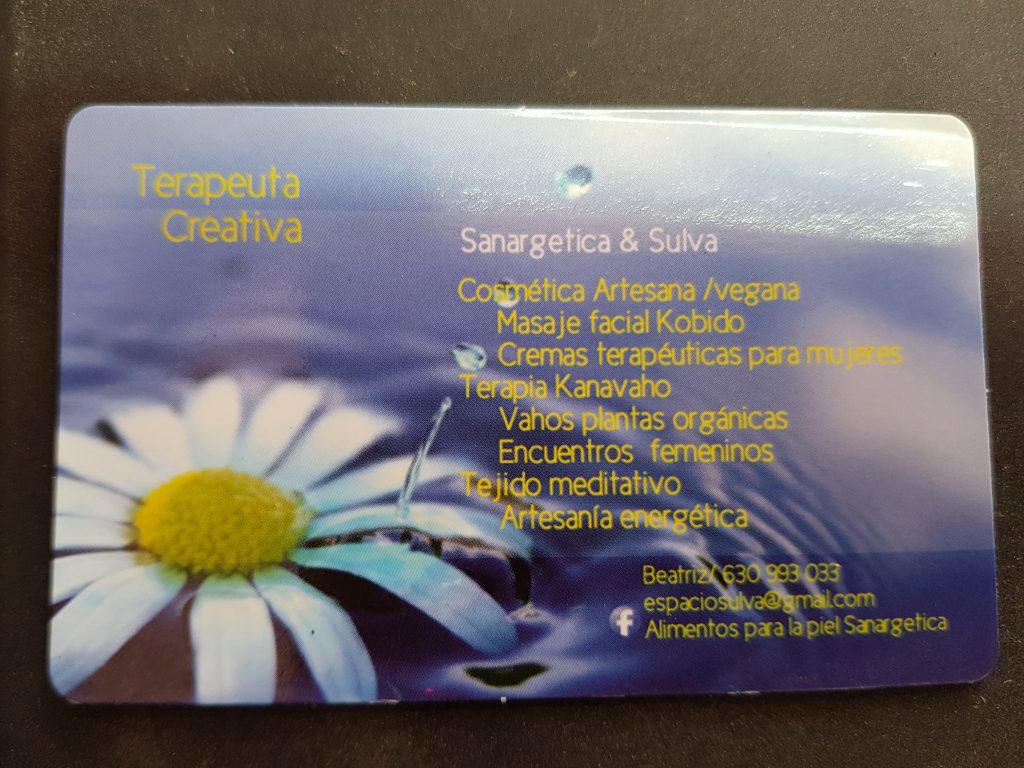 Terapeuta
Creativa
Sanargetica & Sulva
Cosmética Artesana /vegana
Masaje facial Kobido
Cremas terapéuticas para mujeres
Terapia Kanavaho
Vahos plantas orgánicas
Encuentros femeninos
Tejido meditativo
Artesanía energética
Beatriz/ 630 993 033
espaciosulva@gmail.com
f Alimentos para la piel Sanargetica